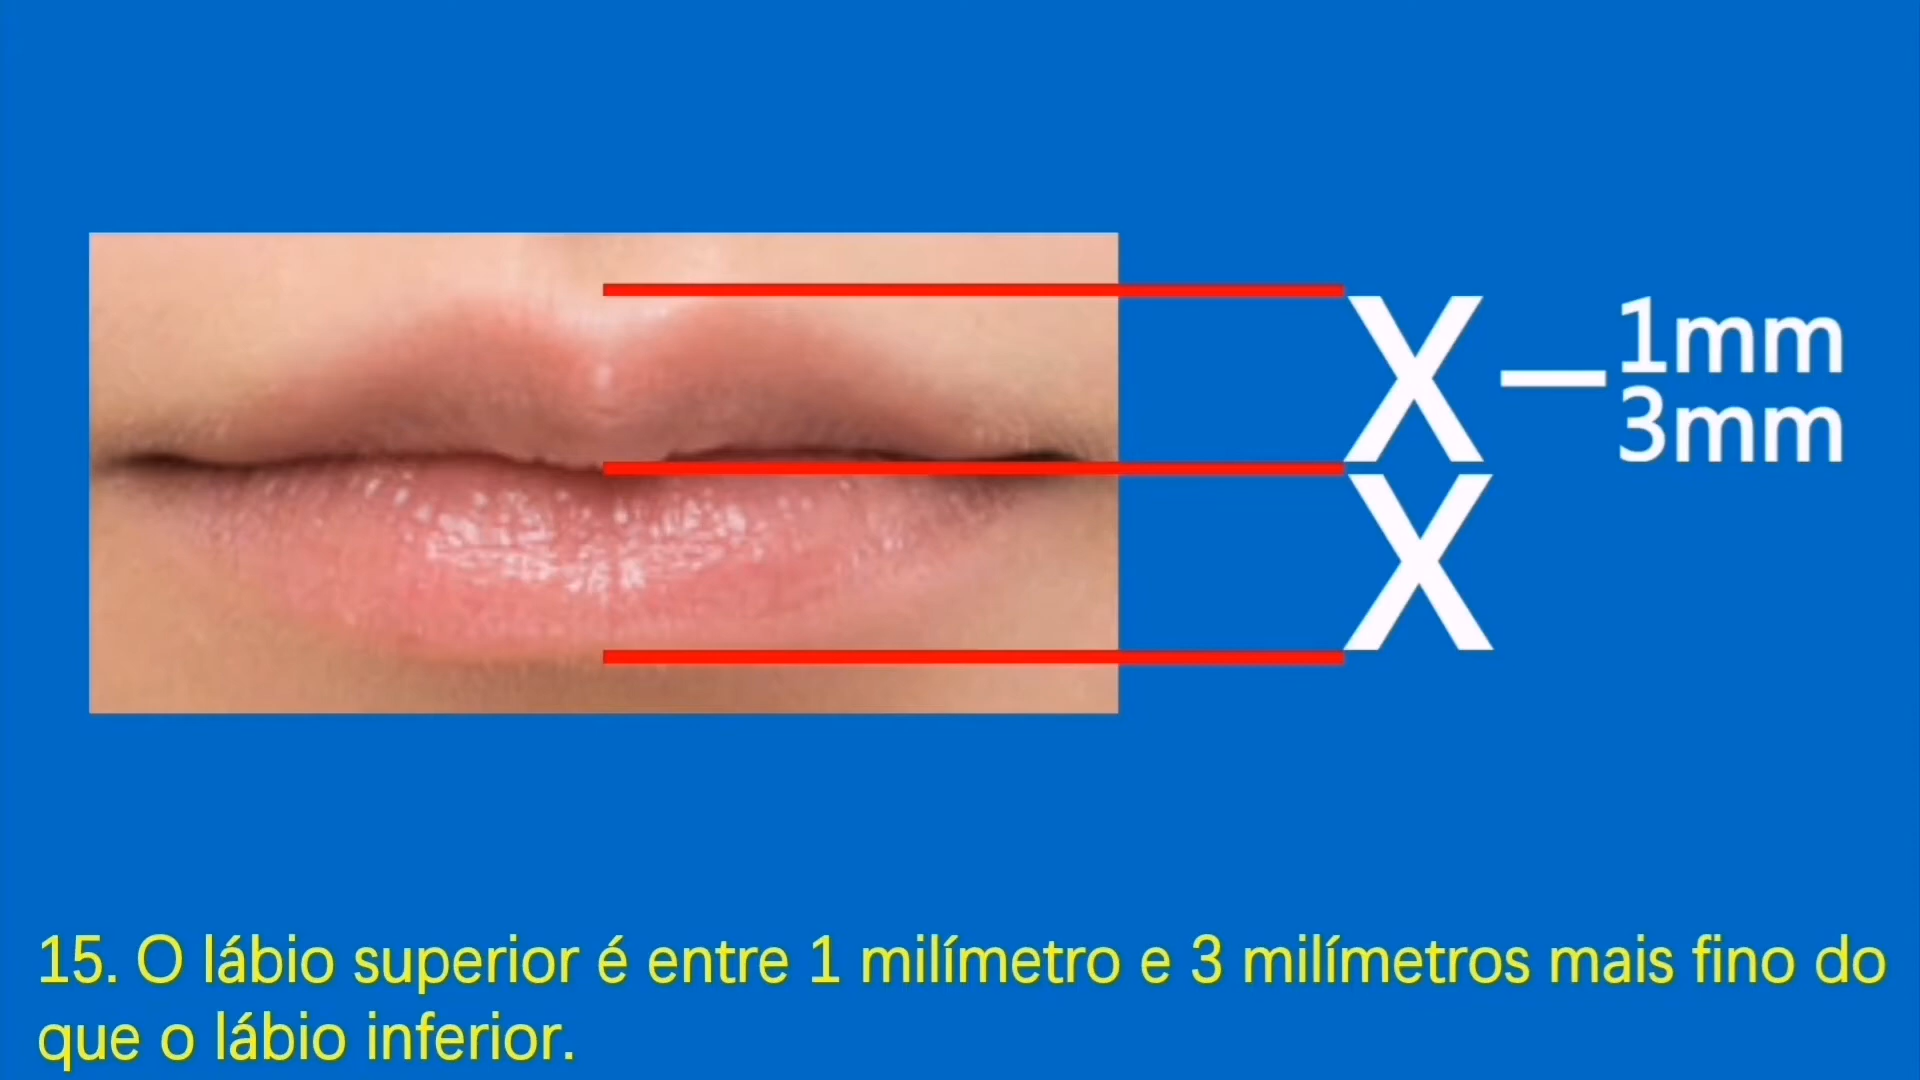 X — 1mm
3mm
X
15. O lábio superior é entre 1 milímetro e 3 milímetros mais fino do
que o lábio inferior.